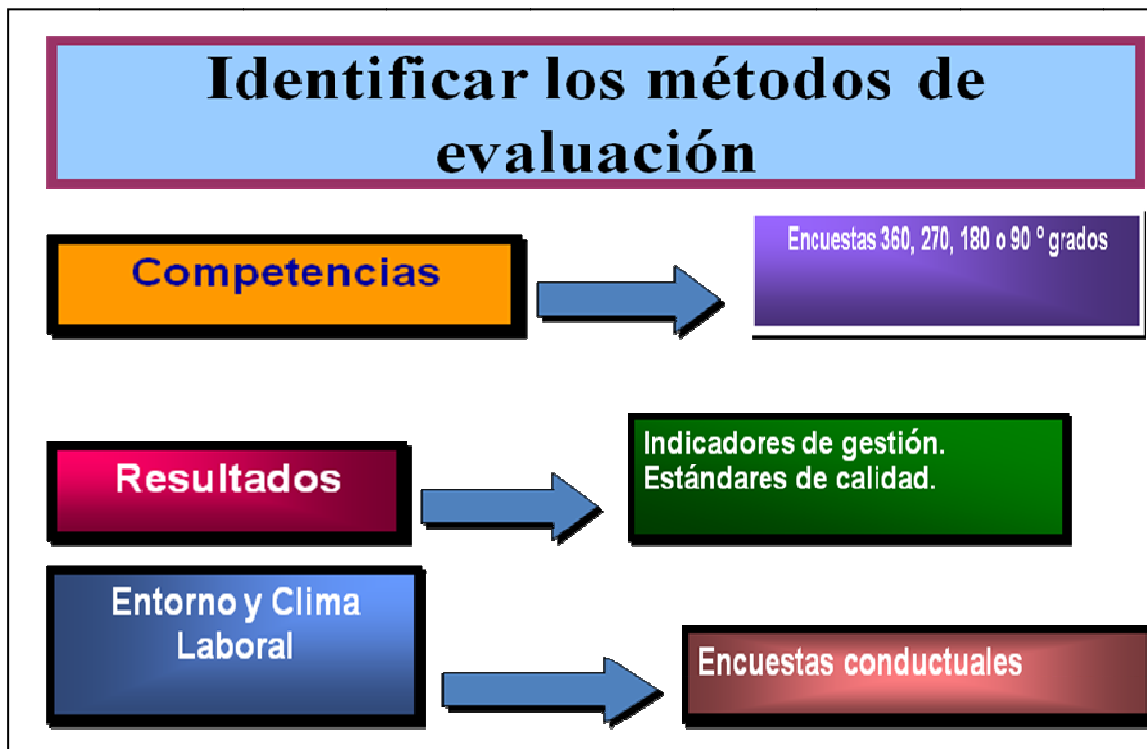 Identificar los métodos de
evaluación
Competencias
Encuestas 360, 270, 180 o 90 º grados
Resultados
Indicadores de gestión.
Estándares de calidad.
Entorno y Clima
Laboral
Encuestas conductuales